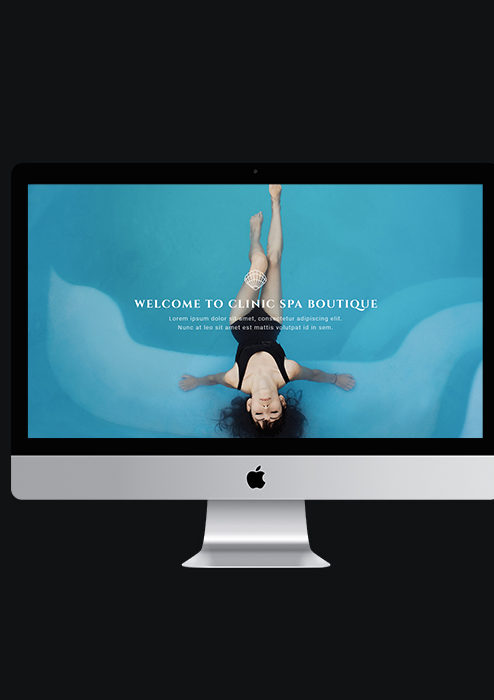 WELCOME TO CLINIC SPA BOUTIQUE
Lorem ipsum dolor sit amet, consectetur adipiscing elit.
Nunc at leo sit amet est mattis volutpat id in sem.